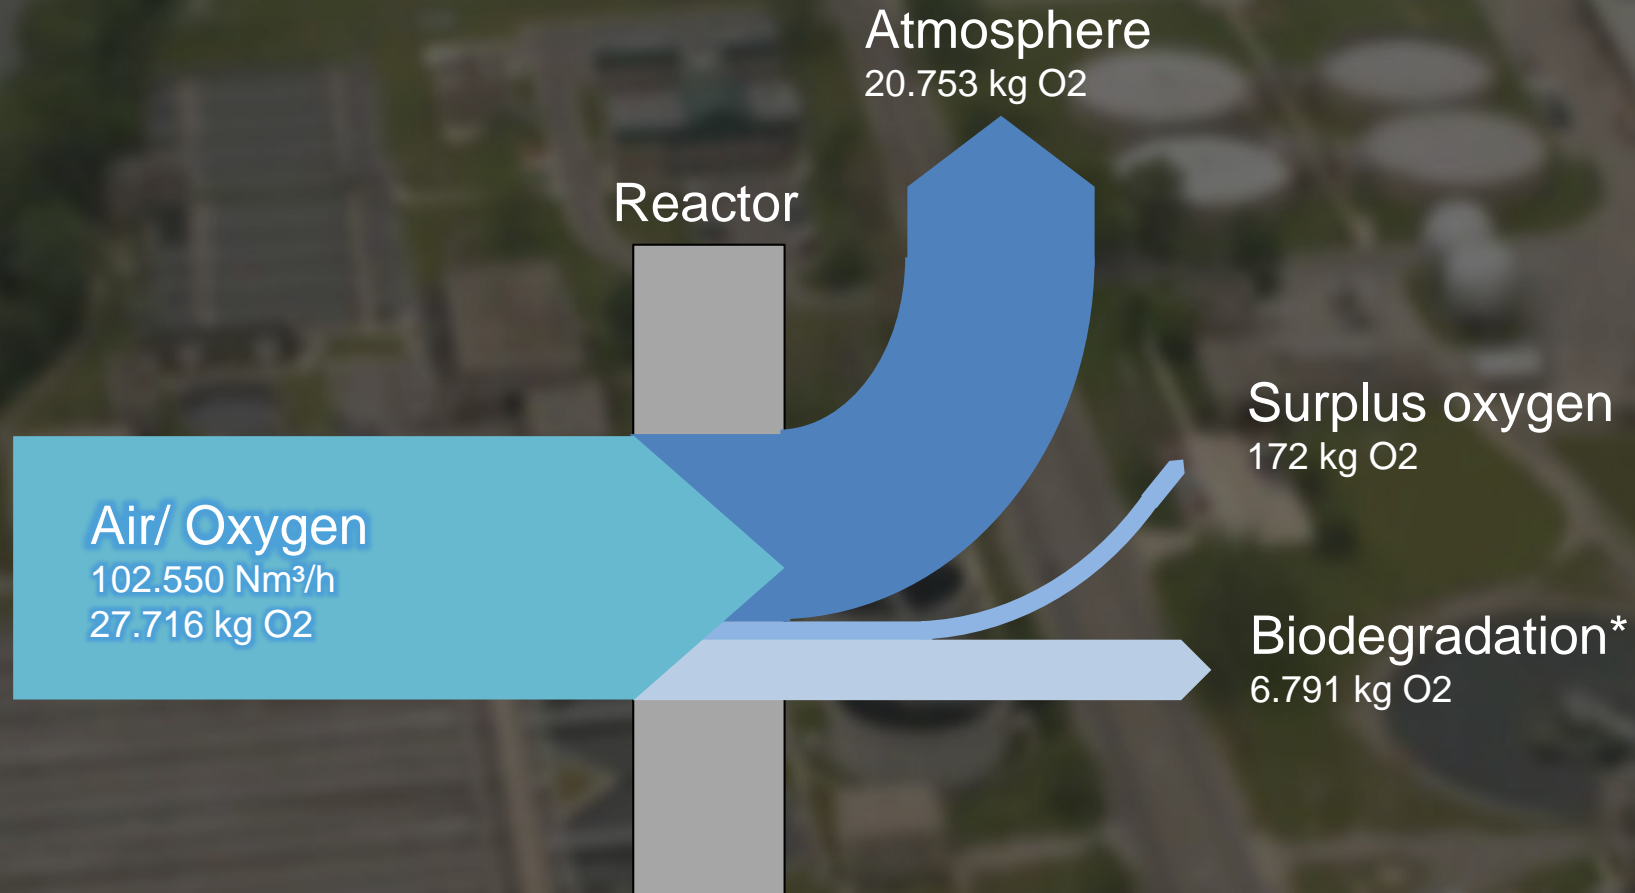 Atmosphere
20.753 kg O2
Reactor
Surplus oxygen
172 kg O2
Air/ Oxygen
102.550 Nm³/h
27.716 kg O2
Biodegradation*
6.791 kg O2